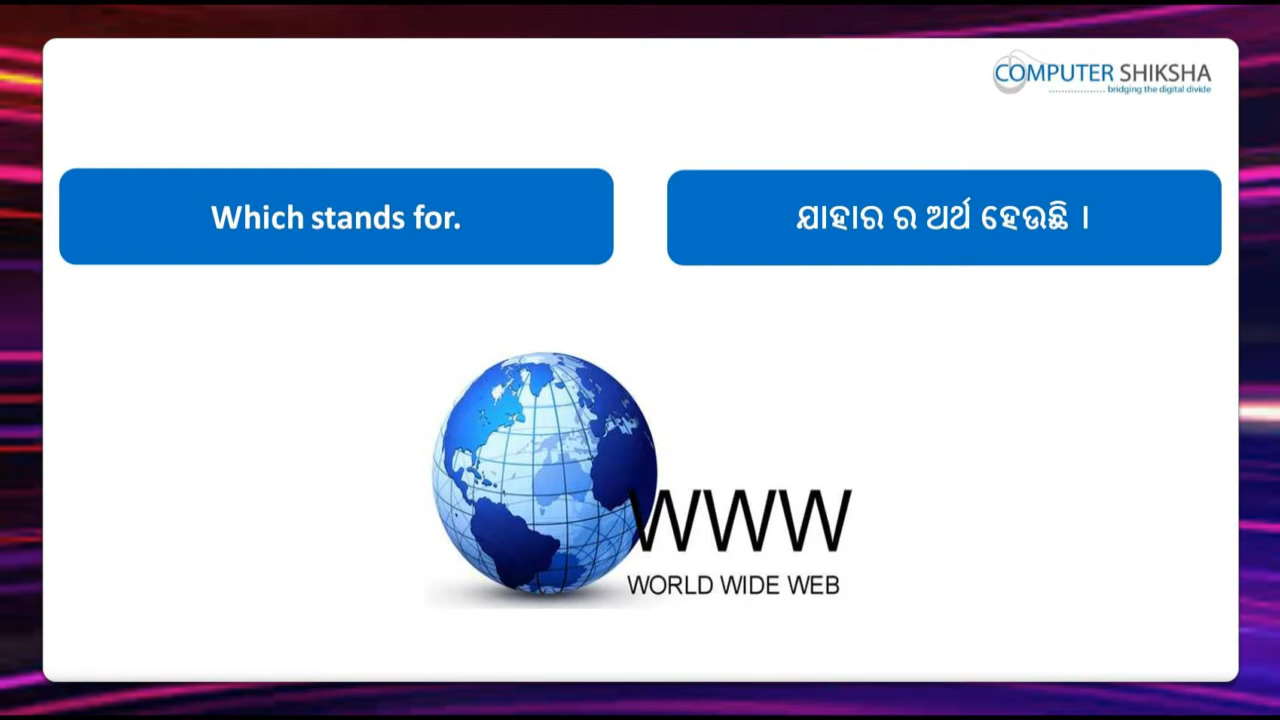 COMPUTER SHIKSHA
bridging the digital divide
Which stands for.
ଯାହାର ର ଅର୍ଥ ହେଉଛି ।
WWW
WORLD WIDE WEB